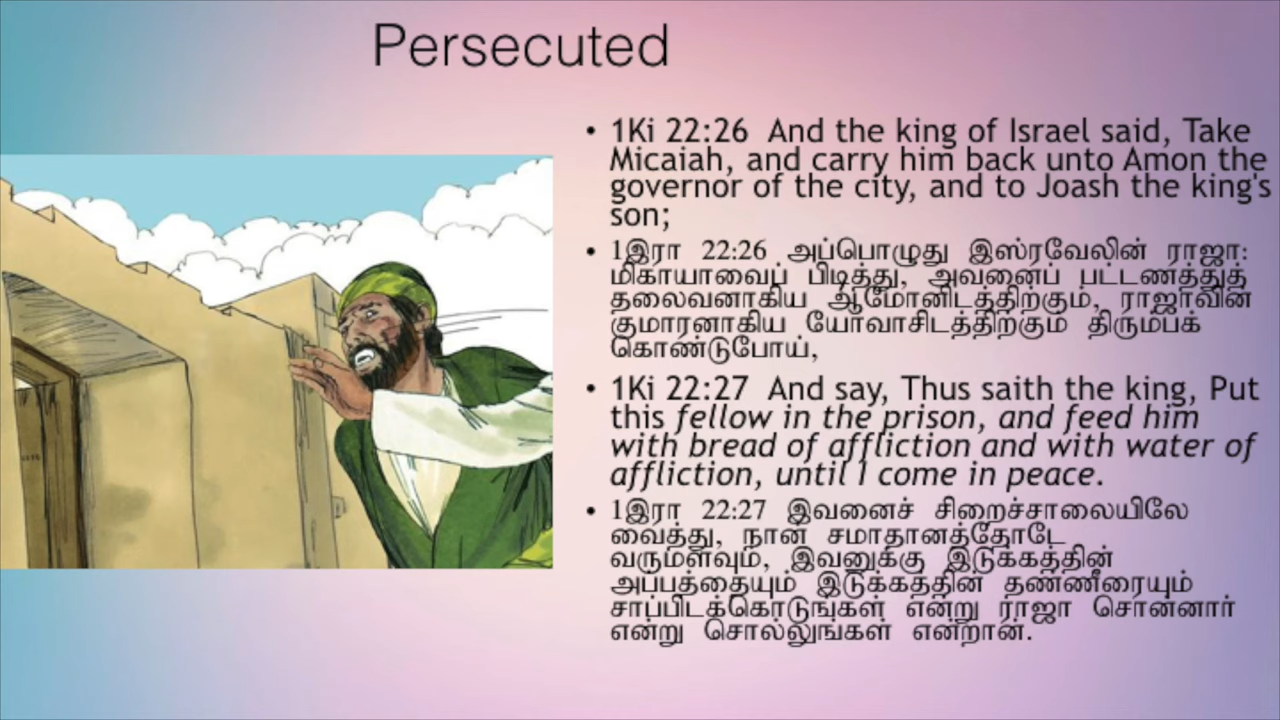 Persecuted
• 1Ki 22:26 And the king of Israel said, Take
Micaiah, and carry him back unto Amon the
governor of the city, and to Joash the king's
son;
• 1இரா 22:26 அப்பொழுது இஸ்ரவேலின் ராஜா:
மிகாயாவைப் பிடித்து, அவனைப் பட்டணத்துத்
தலைவனாகிய ஆமோனிடத்திற்கும், ராஜாவின்
குமாரனாகிய யோவாசிடத்திற்கும் திரும்பக்
கொண்டுபோய்,
• 1Ki 22:27 And say, Thus saith the king, Put
this fellow in the prison, and feed him
with bread of affliction and with water of
affliction, until I come in peace.
• 1இரா 22:27 இவனைச் சிறைச்சாலையிலே
வைத்து, நான் சமாதானத்தோடே
வருமளவும், இவனுக்கு இடுக்கத்தின்
அப்பத்தையும் இடுக்கத்தின் தண்ணீரையும்
சாப்பிடக்கொடுங்கள் என்று ராஜா சொன்னார்
என்று சொல்லுங்கள் என்றான்.